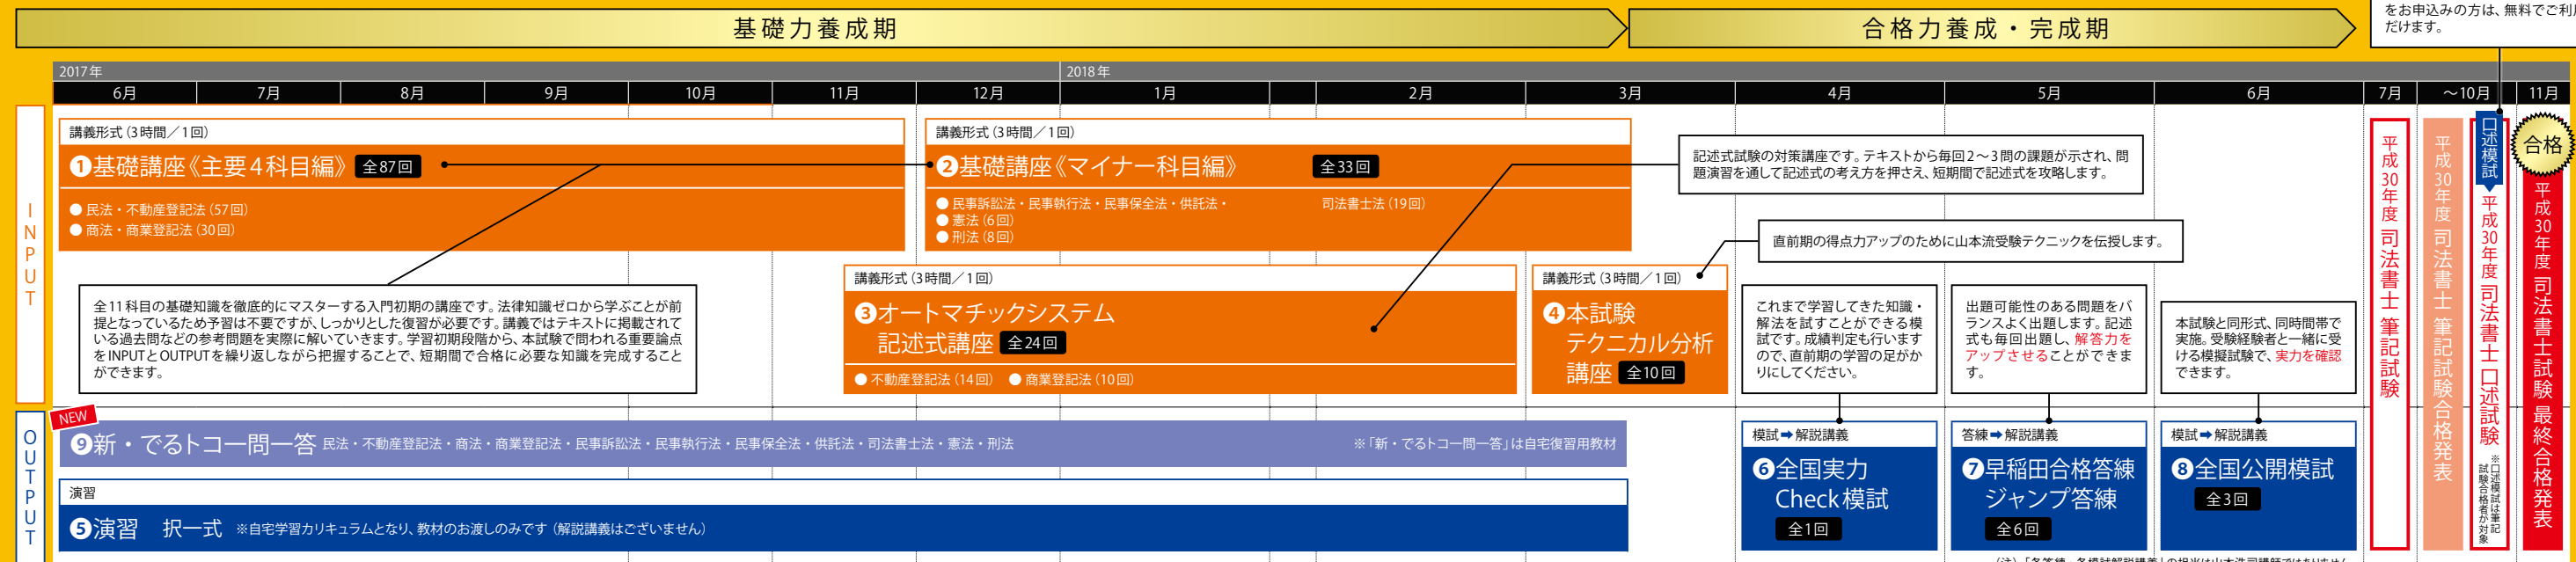 基礎力養成期
合格力養成・完成期
をお申込みの方は、無料でご利
だけます。
2017年
2018年
6月
7月
8月
9月
10月
11月
12月
1月
2月
3月
4月
5月
6月
7月
～10月
11月
INPUT
講義形式（3時間／1回）
❶基礎講座《主要4科目編》 全87回
● 民法・不動産登記法（57回）
● 商法・商業登記法（30回）
講義形式（3時間／1回）
❷基礎講座《マイナー科目編》 全33回
● 民事訴訟法・民事執行法・民事保全法・供託法・ 司法書士法（19回）
● 憲法（6回）
● 刑法（8回）
記述式試験の対策講座です。テキストから毎回2～3問の課題が示され、問
題演習を通して記述式の考え方を押さえ、短期間で記述式を攻略します。
直前期の得点力アップのために山本流受験テクニックを伝授します。
全11科目の基礎知識を徹底的にマスターする入門初期の講座です。法律知識ゼロから学ぶことが前
提となっているため予習は不要ですが、しっかりとした復習が必要です。講義ではテキストに掲載されて
いる過去問などの参考問題を実際に解いていきます。学習初期段階から、本試験で問われる重要論点
をINPUTとOUTPUTを繰り返しながら把握することで、短期間で合格に必要な知識を完成すること
ができます。
講義形式（3時間／1回）
❸オートマチックシステム
記述式講座 全24回
● 不動産登記法（14回） ● 商業登記法（10回）
講義形式（3時間／1回）
❹本試験
テクニカル分析
講座 全10回
これまで学習してきた知識・
解法を試すことができる模
試です。成績判定も行います
ので、直前期の学習の足がか
りにしてください。
出題可能性のある問題をバ
ランスよく出題します。記述
式も毎回出題し、解答力を
アップさせることができま
す。
本試験と同形式、同時間帯で
実施。受験経験者と一緒に受
ける模擬試験で、実力を確認
できます。
OUTPUT
NEW
❾新・でるトコ一問一答 民法・不動産登記法・商法・商業登記法・民事訴訟法・民事執行法・民事保全法・供託法・司法書士法・憲法・刑法 ※「新・でるトコ一問一答」は自宅復習用教材
演習
❺演習 択一式 ※自宅学習カリキュラムとなり、教材のお渡しのみです（解説講義はございません）
模試➡解説講義
❻全国実力
Check模試
全1回
答練➡解説講義
❼早稲田合格答練
ジャンプ答練
全6回
模試➡解説講義
❽全国公開模試
全3回
（注）「各答練・各模試解説講義」の担当は山本浩司講師ではありません
平成30年度 司法書士 筆記試験
平成30年度 司法書士 筆記試験合格発表
口述模試
平成30年度 司法書士 口述試験
※口述模試は筆記
試験合格者が対象
合格
平成30年度 司法書士試験 最終合格発表